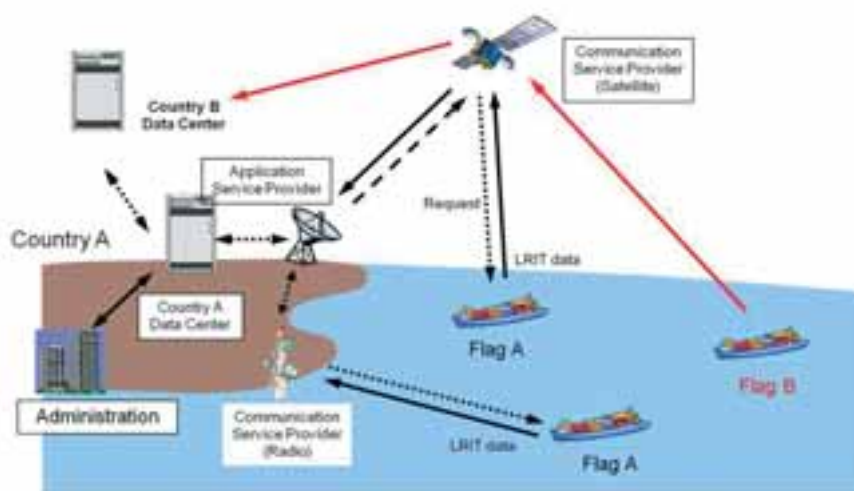 Communication
Service Provider
(Satellite)
Country B
Data Center
Application
Service Provider
Request
Country A
LRIT data
Country A
Data Center
Flag A
Flag B
Administration
Communication
Service Provider
(Radio)
LRIT data
Flag A